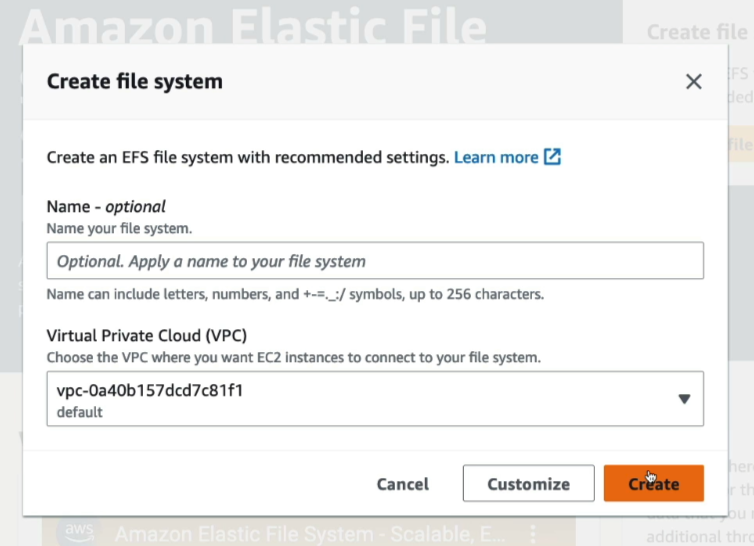 Amazon Elastic File
Create file
EFS
Create file system
Create an EFS file system with recommended settings. Learn more
Name - optional
Name your file system.
Optional. Apply a name to your file system
Name can include letters, numbers, and +-=._:/ symbols, up to 256 characters.
Virtual Private Cloud (VPC)
Choose the VPC where you want EC2 instances to connect to your file system.
vpc-0a40b157dcd7c81f1
default
Cancel
Customize
Create
aws
Amazon Elastic File System - Scalable, E...
additional